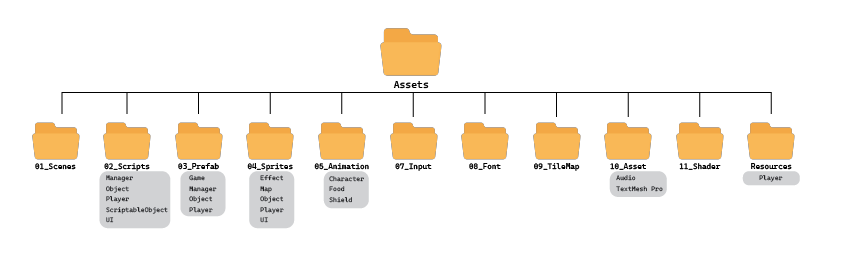 Assets
01_Scenes
02_Scripts
03_Prefab
04_Sprites
05_Animation
07_Input
08_Font
09_TileMap
10_Asset
11_Shader
Resources
Manager
Object
Player
ScriptableObject
UI
Game
Manager
Object
Player
Effect
Map
Object
Player
UI
Character
Food
Shield
Audio
TextMesh Pro
Player